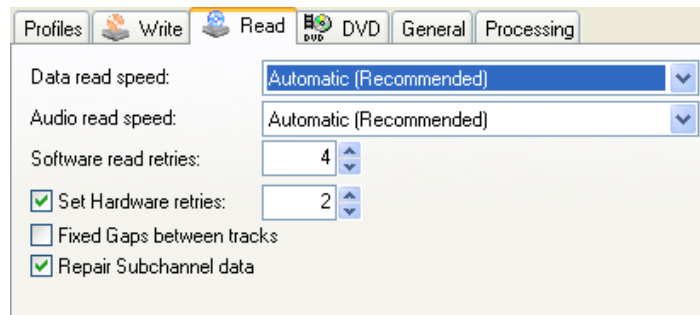 Profiles Write Read DVD DVD General Processing
Data read speed: Automatic (Recommended)
Audio read speed: Automatic (Recommended)
Software read retries: 4
Set Hardware retries: 2
Fixed Gaps between tracks
Repair Subchannel data